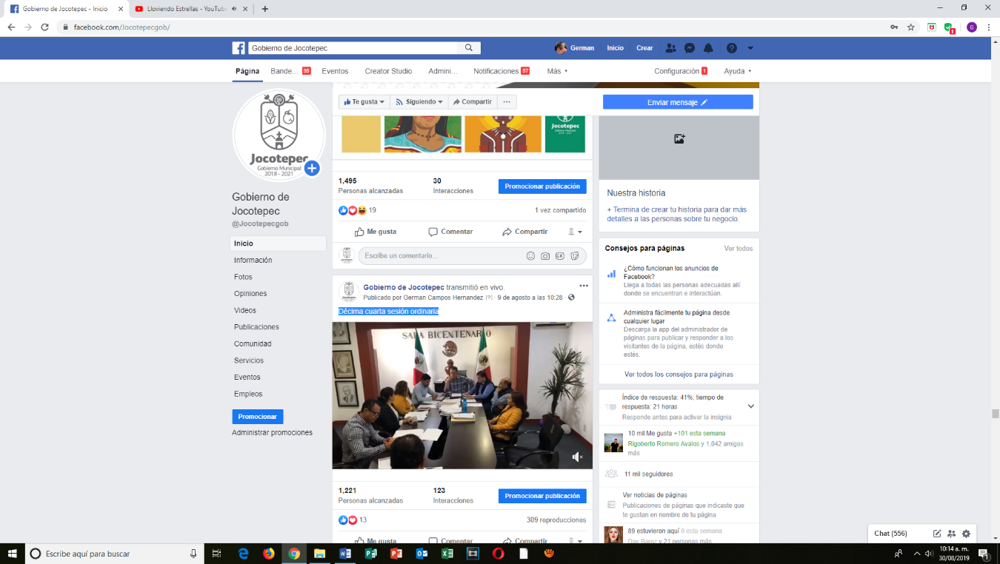 Gobierno de Jocotepec - Inicio
Lloviendo Estrellas - YouTube
facebook.com/Jocotepecgob/
G
Gobierno de Jocotepec
German
Inicio
Crear
Página
Bande... 35
Eventos
Creator Studio
Admini...
Notificaciones 57
Más
Configuración 1
Ayuda
Jocotepec
Gobierno Municipal
2018 - 2021
Gobierno de
Jocotepec
@Jocotepecgob
Inicio
Información
Fotos
Opiniones
Videos
Publicaciones
Comunidad
Servicios
Eventos
Empleos
Promocionar
Administrar promociones
Te gusta
Siguiendo
Compartir
Enviar mensaje
Jocotepec
Gobierno Municipal
2018 - 2021
1,495
Personas alcanzadas
30
Interacciones
Promocionar publicación
19
1 vez compartido
Me gusta
Comentar
Compartir
Escribe un comentario...
GIF
Gobierno de Jocotepec transmitió en vivo.
Publicado por German Campos Hernandez [?] · 9 de agosto a las 10:28 ·
Décima cuarta sesión ordinaria
SALA BICENTENARIO
1,221
Personas alcanzadas
123
Interacciones
Promocionar publicación
13
309 reproducciones
Me gusta
Comentar
Compartir
Nuestra historia
+ Termina de crear tu historia para dar más
detalles a las personas sobre tu negocio.
Consejos para páginas
Ver todos
¿Cómo funcionan los anuncios de
Facebook?
Llega a todas las personas adecuadas allí
donde se encuentran e interactúan.
Administra fácilmente tu página desde
cualquier lugar
Descarga la app del administrador de
páginas para publicar y responder a los
visitantes de la página, estés donde
estés.
Ver todos los consejos para páginas
Índice de respuesta: 41%; tiempo de
respuesta: 21 horas
Responde antes para activar la insignia
10 mil Me gusta +101 esta semana
Rigoberto Romero Avalos y 1,042 amigos
más
11 mil seguidores
Ver noticias de páginas
Publicaciones de páginas que indicaste que
te gustan en nombre de tu página
89 estuvieron aquí 0 esta semana
Day Barez y 21 personas más
Chat (556)
Escribe aquí para buscar
10:14 a. m.
30/08/2019
1